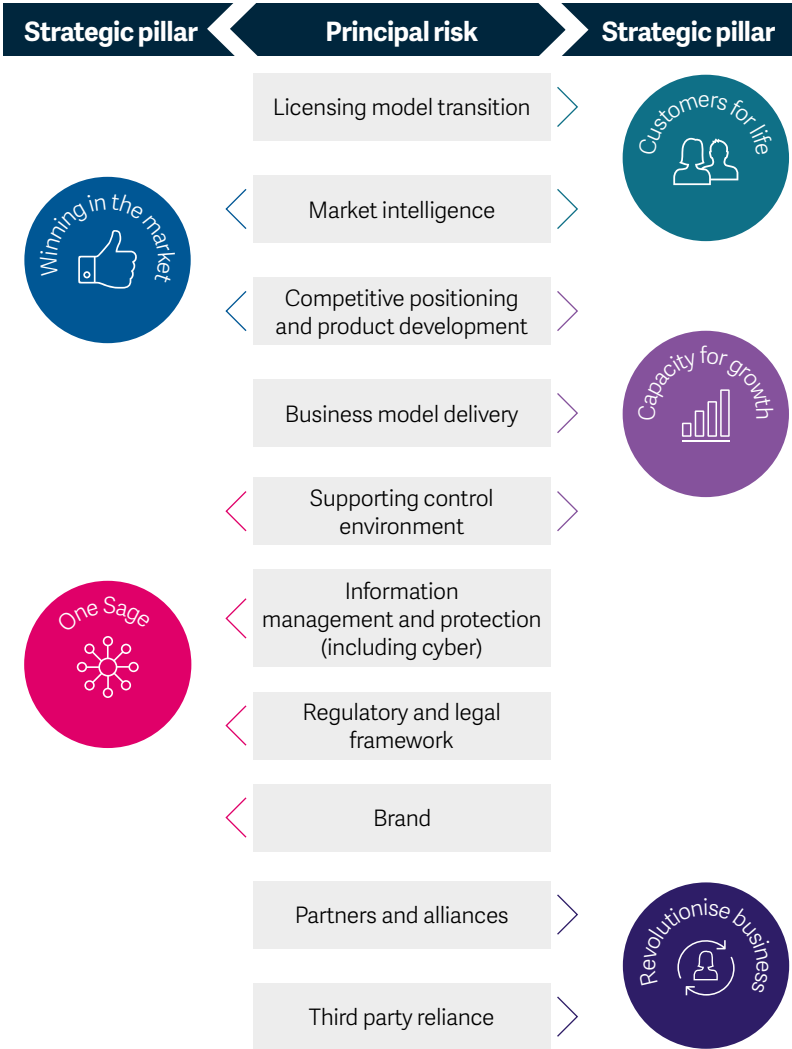 Strategic pillar
Principal risk
Strategic pillar
Licensing model transition
Customers for life
Market intelligence
Winning in the market
Competitive positioning
and product development
Capacity for growth
Business model delivery
Supporting control
environment
Information
management and protection
(including cyber)
One Sage
Regulatory and legal
framework
Brand
Partners and alliances
Revolutionise business
Third party reliance